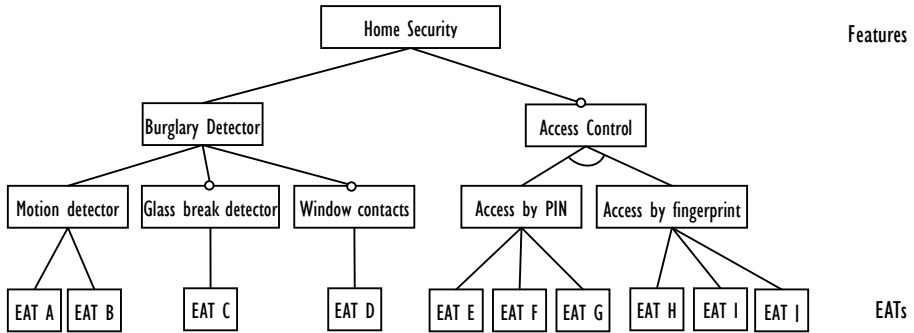 Home Security
Features
Burglary Detector
Access Control
Motion detector
Glass break detector
Window contacts
Access by PIN
Access by fingerprint
EAT A
EAT B
EAT C
EAT D
EAT E
EAT F
EAT G
EAT H
EAT I
EAT J
EATs